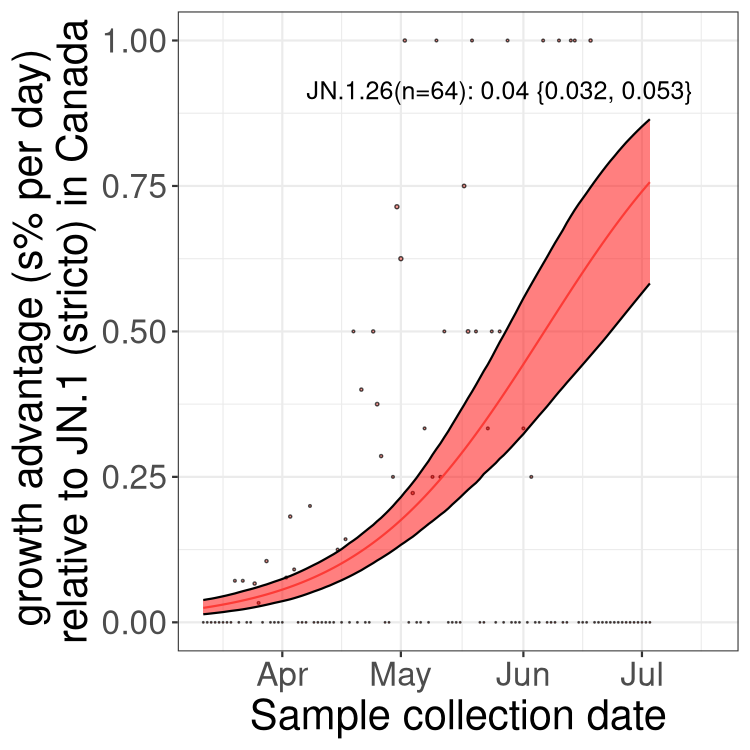 growth advantage (s% per day)
relative to JN.1 (stricto) in Canada
1.00
0.75
0.50
0.25
0.00
JN.1.26(n=64): 0.04 {0.032, 0.053}
Apr May Jun Jul
Sample collection date